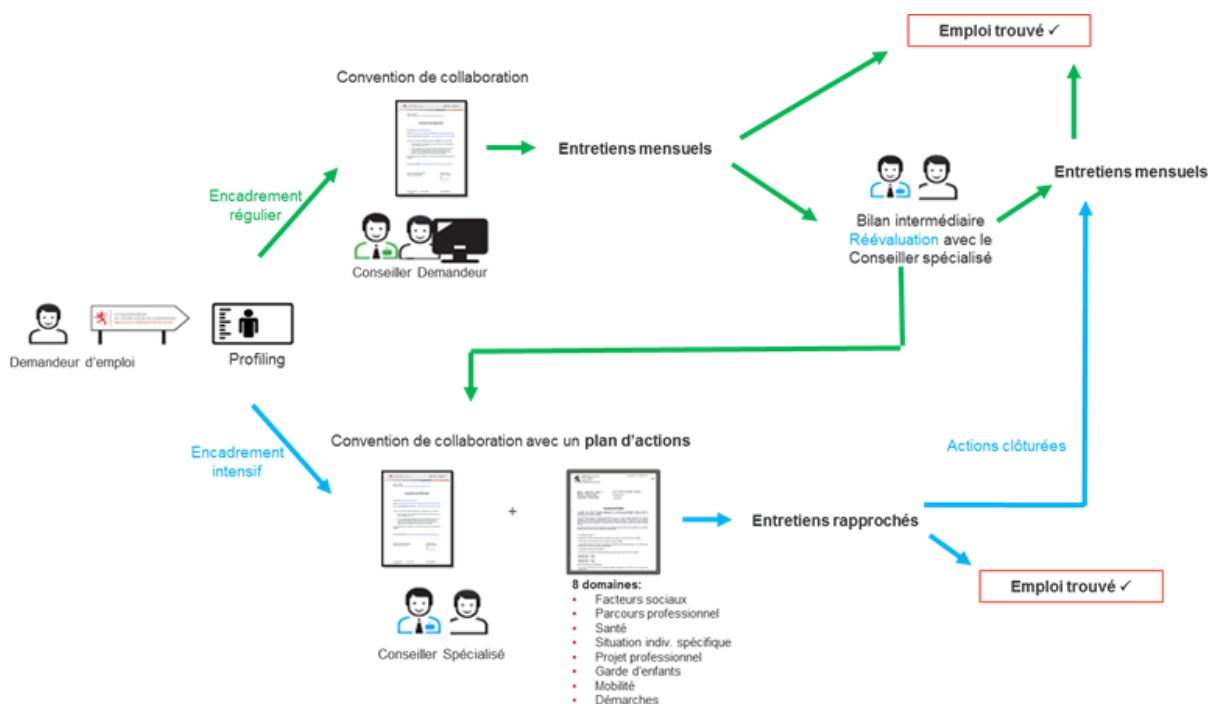 Emploi trouvé ✓
Convention de collaboration
Entretiens mensuels
Encadrement
régulier
Conseiller Demandeur
Bilan intermédiaire
Réévaluation avec le
Conseiller spécialisé
Entretiens mensuels
Demandeur d'emploi
Profiling
Encadrement
intensif
Convention de collaboration avec un plan d'actions
+
Conseiller Spécialisé
Entretiens rapprochés
Actions clôturées
Emploi trouvé ✓
8 domaines:
• Facteurs sociaux
• Parcours professionnel
• Santé
• Situation indiv. spécifique
• Projet professionnel
• Garde d'enfants
• Mobilité
• Démarches